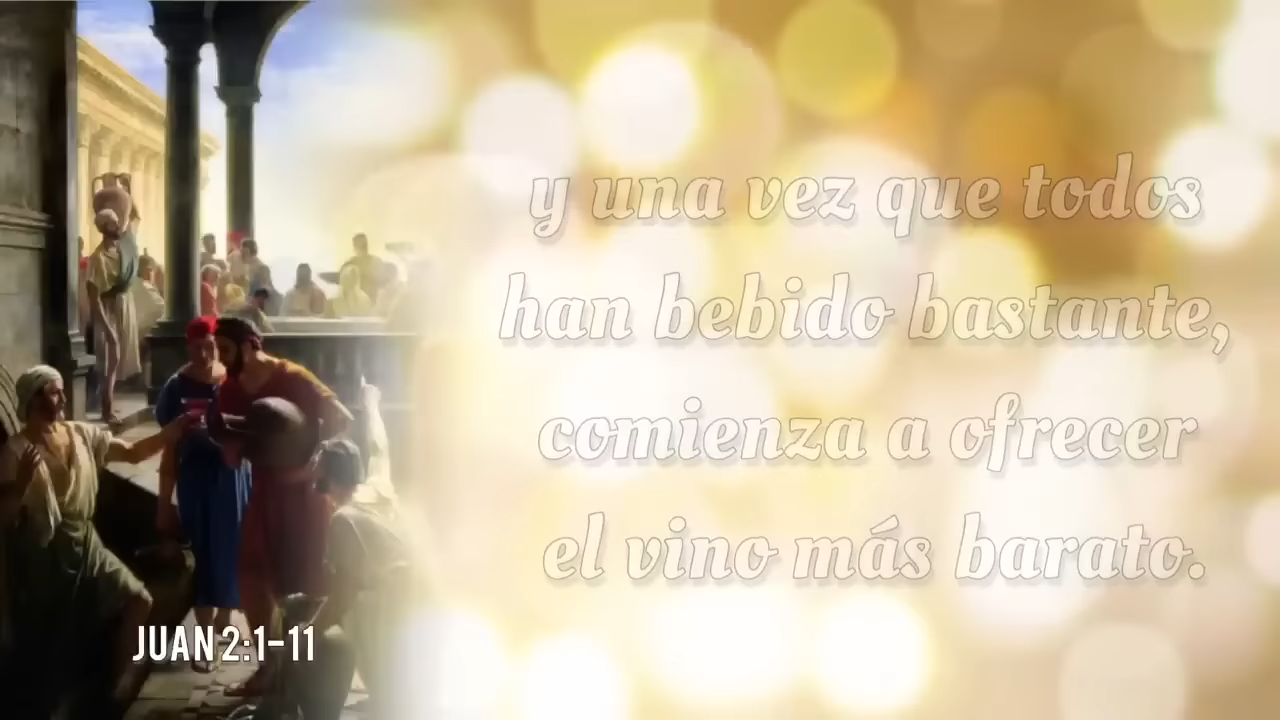 y una vez que todos
han bebido bastante,
comienza a ofrecer
el vino más barato.
JUAN 2:1-11